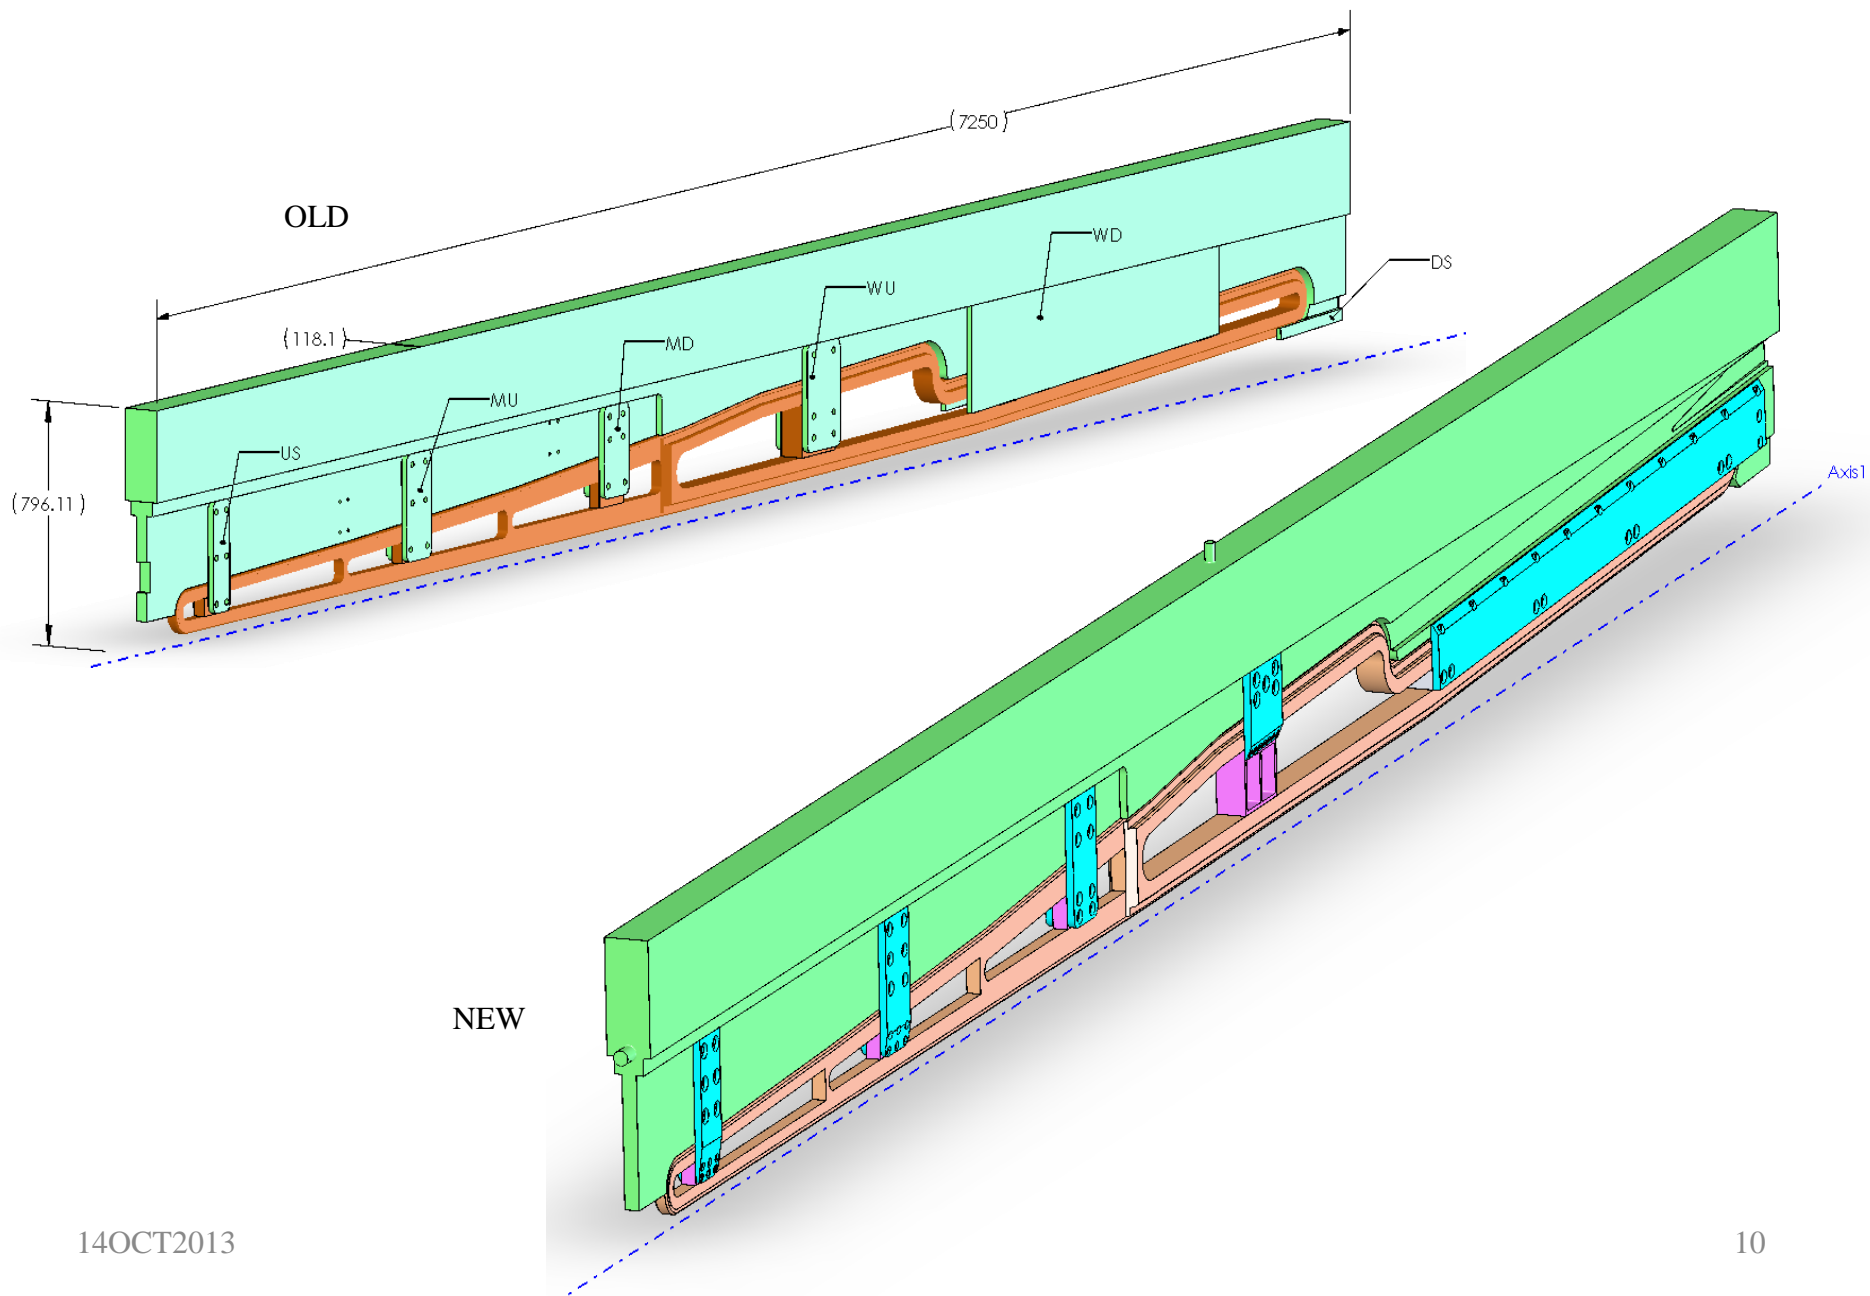 (7250)
OLD
WD
DS
WU
(118.1)
MD
MU
US
Axis1
(796.11)
NEW
14OCT2013
10